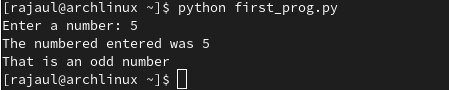 [rajaul@archlinux ~]$ python first_prog.py
Enter a number: 5
The numbered entered was 5
That is an odd number
[rajaul@archlinux ~]$